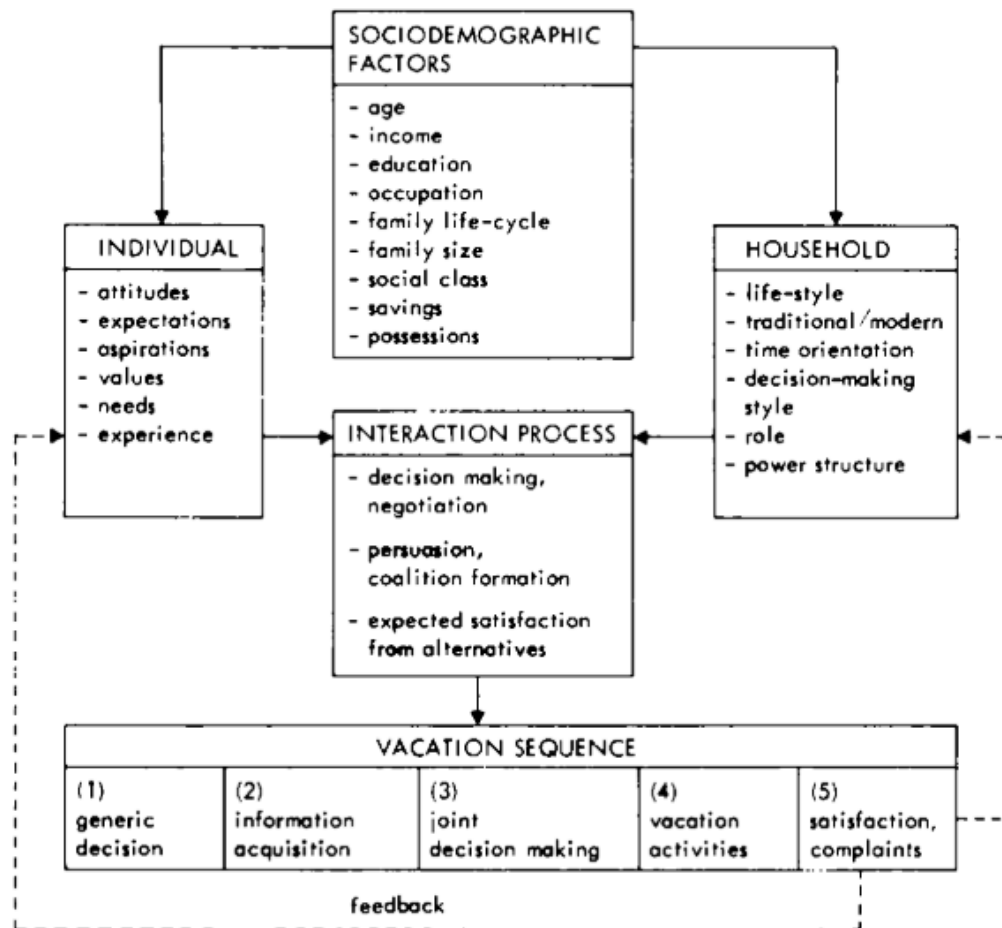 SOCIODEMOGRAPHIC
FACTORS
- age
- income
- education
- occupation
- family life-cycle
- family size
- social class
- savings
- possessions
INDIVIDUAL
- attitudes
- expectations
- aspirations
- values
- needs
- experience
HOUSEHOLD
- life-style
- traditional/modern
- time orientation
- decision-making
style
- role
- power structure
INTERACTION PROCESS
- decision making,
negotiation
- persuasion,
coalition formation
- expected satisfaction
from alternatives
VACATION SEQUENCE
(1)
generic
decision
(2)
information
acquisition
(3)
joint
decision making
(4)
vacation
activities
(5)
satisfaction,
complaints
feedback